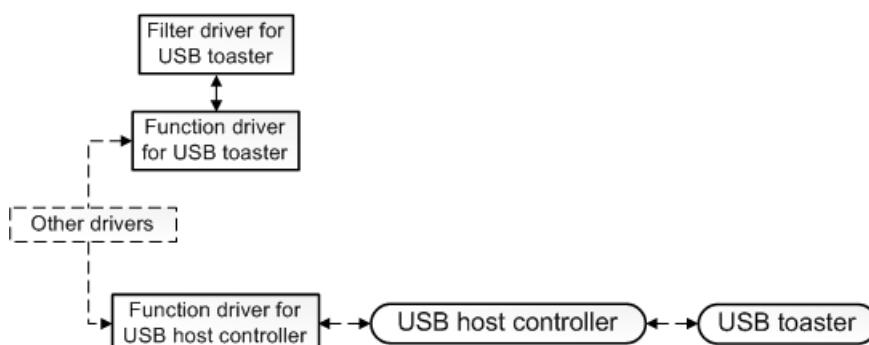 Filter driver for
USB toaster
Function driver
for USB toaster
Other drivers
Function driver for
USB host controller
USB host controller
USB toaster